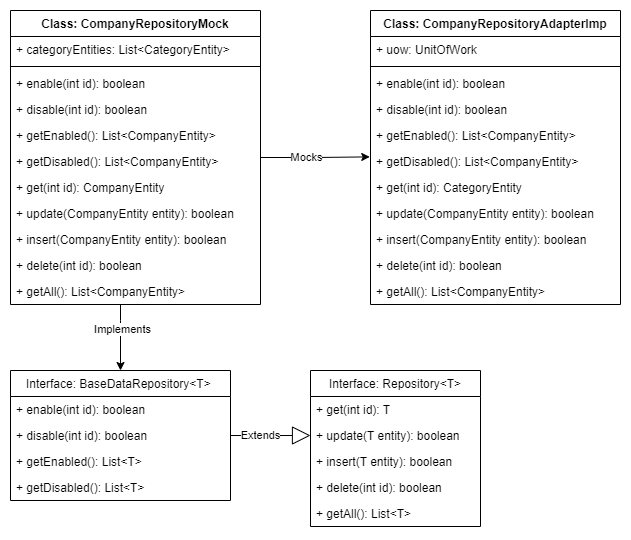 Class: CompanyRepositoryMock
+ categoryEntities: List<CategoryEntity>
+ enable(int id): boolean
+ disable(int id): boolean
+ getEnabled(): List<CompanyEntity>
+ getDisabled(): List<CompanyEntity>
+ get(int id): CompanyEntity
+ update(CompanyEntity entity): boolean
+ insert(CompanyEntity entity): boolean
+ delete(int id): boolean
+ getAll(): List<CompanyEntity>
Mocks
Class: CompanyRepositoryAdapterImp
+ uow: UnitOfWork
+ enable(int id): boolean
+ disable(int id): boolean
+ getEnabled(): List<CompanyEntity>
+ getDisabled(): List<CompanyEntity>
+ get(int id): CategoryEntity
+ update(CompanyEntity entity): boolean
+ insert(CompanyEntity entity): boolean
+ delete(int id): boolean
+ getAll(): List<CompanyEntity>
Implements
Interface: BaseDataRepository<T>
+ enable(int id): boolean
+ disable(int id): boolean
+ getEnabled(): List<T>
+ getDisabled(): List<T>
Extends
Interface: Repository<T>
+ get(int id): T
+ update(T entity): boolean
+ insert(T entity): boolean
+ delete(int id): boolean
+ getAll(): List<T>